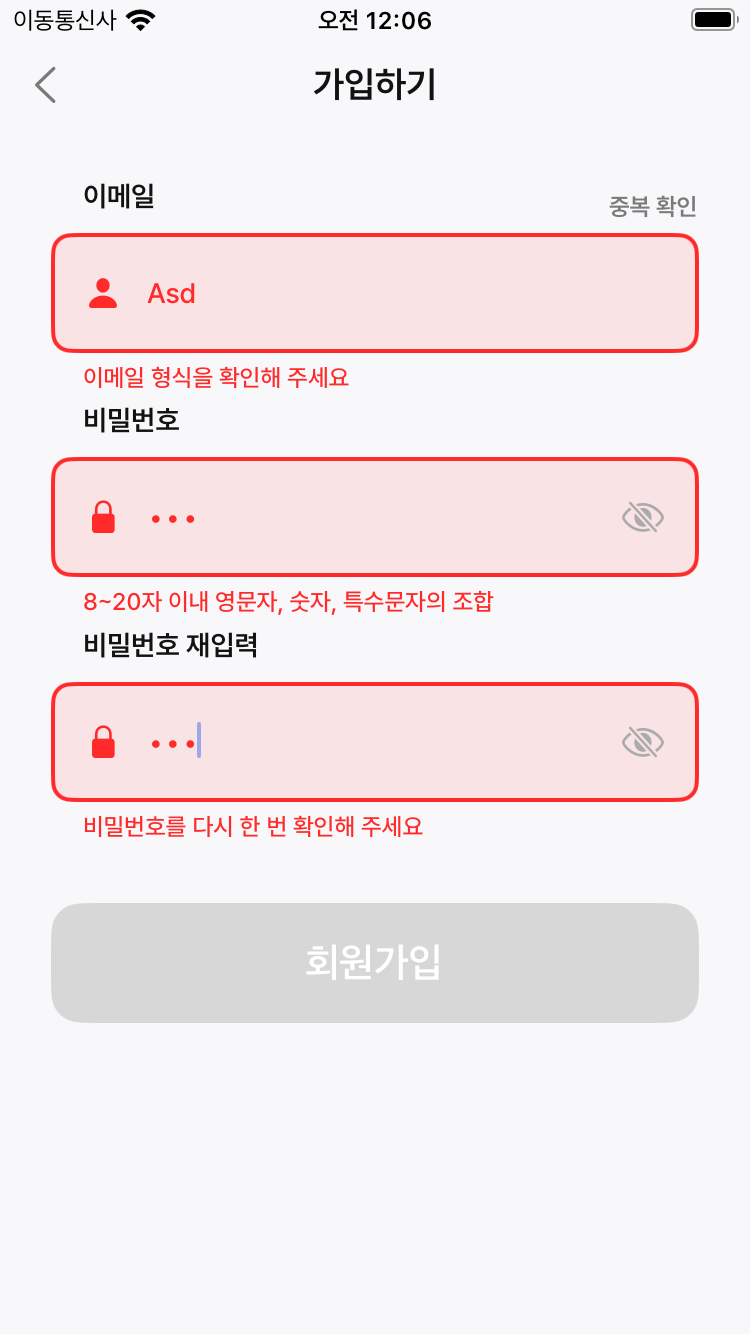 이동통신사 오전 12:06
가입하기
이메일
중복 확인
Asd
이메일 형식을 확인해 주세요
비밀번호
•••
8~20자 이내 영문자, 숫자, 특수문자의 조합
비밀번호 재입력
•••
비밀번호를 다시 한 번 확인해 주세요
회원가입